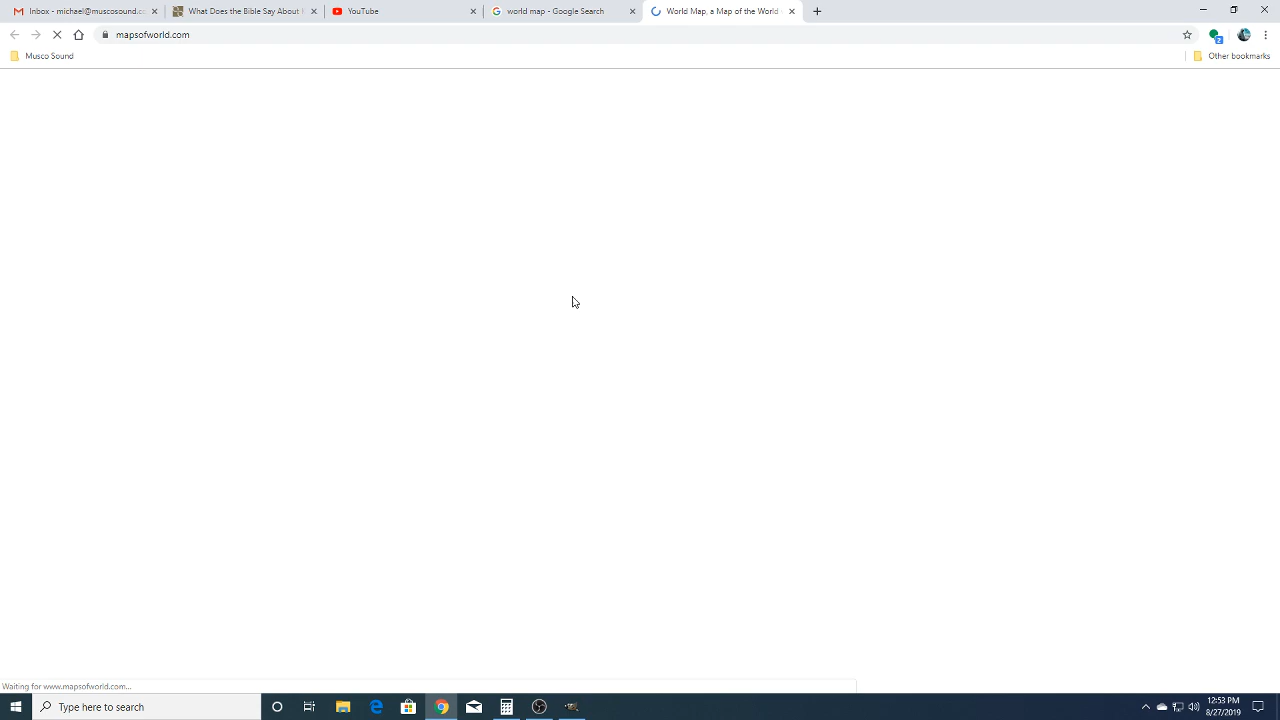 Inbox - michael@muscosound.cc
What Does the Bible Say About
YouTube
world map - Google Search
World Map, a Map of the World
mapsofworld.com
Musco Sound
Other bookmarks
Waiting for www.mapsofworld.com...
Type here to search
12:53 PM
8/27/2019